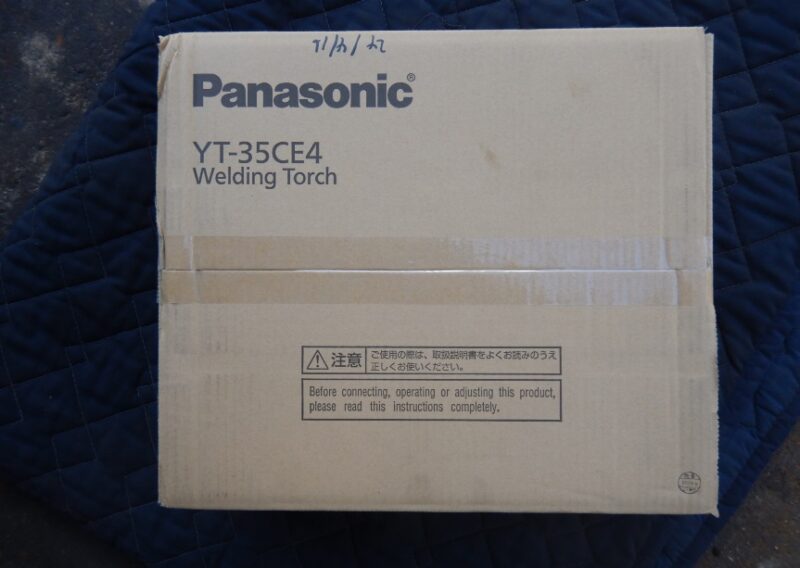 Panasonic®
YT-35CE4
Welding Torch
注意
ご使用の際は、取扱説明書をよくお読みのうえ
正しくお使いください。
Before connecting, operating or adjusting this product,
please read this instructions completely.